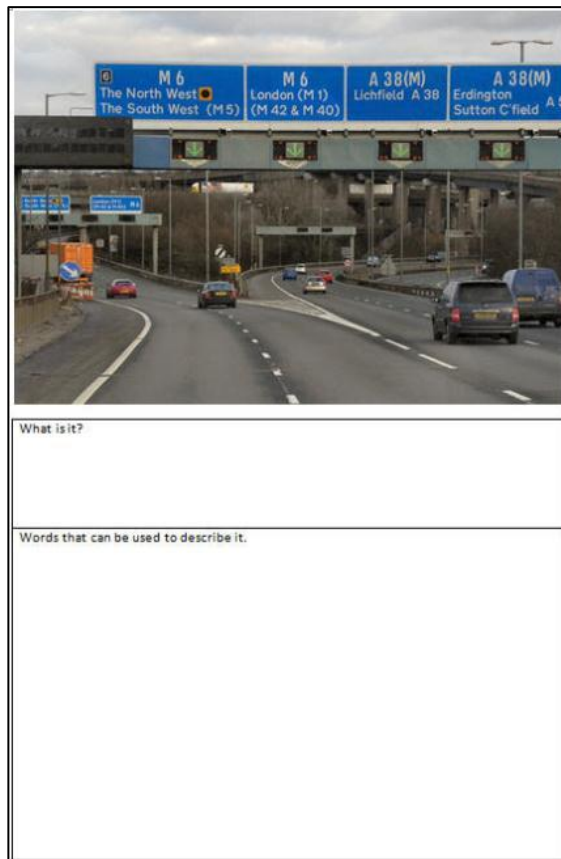 6 M 6
The North West
The South West (M 5)
M 6
London (M 1)
(M 42 & M 40)
A 38(M)
Lichfield A 38
A 38(M)
Erdington
Sutton C'field
What is it?
Words that can be used to describe it.